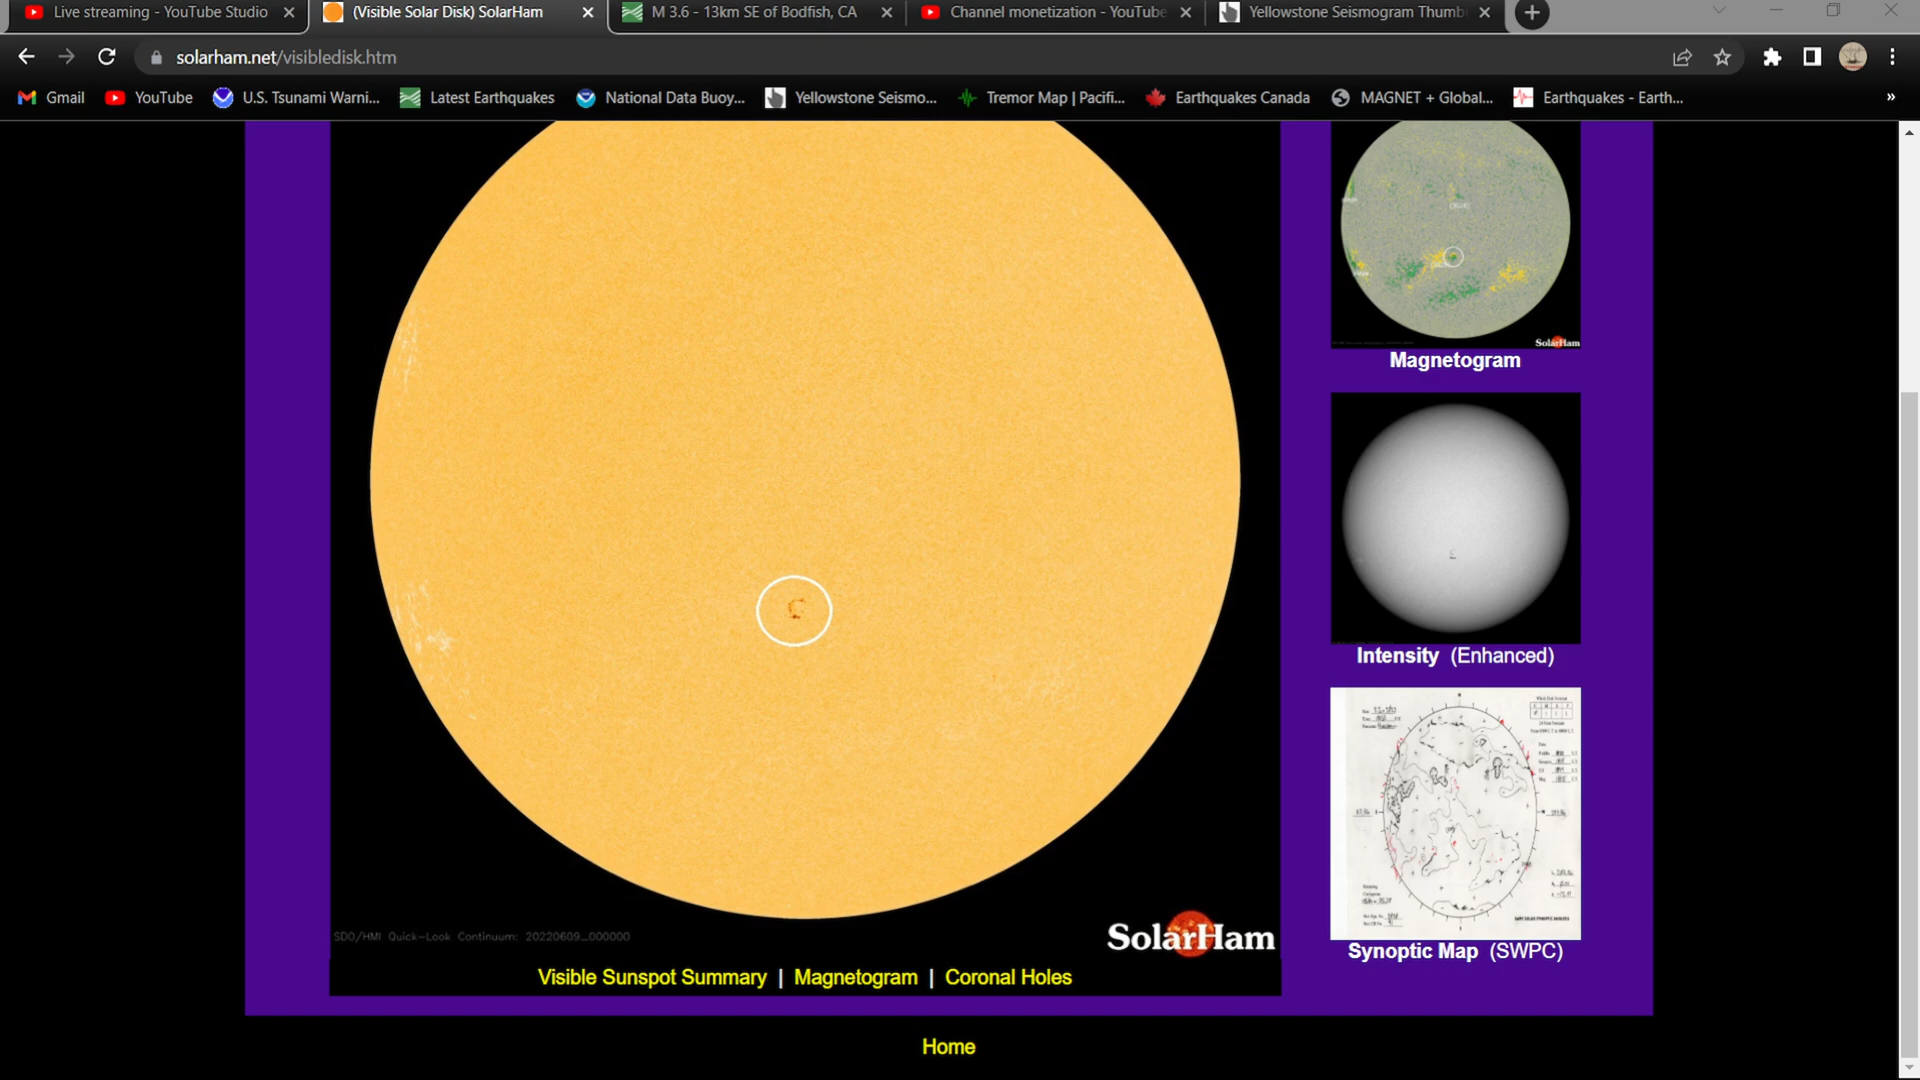 Live streaming - YouTube Studio
(Visible Solar Disk) SolarHam
M 3.6 - 13km SE of Bodfish, CA
Channel monetization - YouTube
Yellowstone Seismogram Thumb
solarham.net/visibledisk.htm
Gmail
YouTube
U.S. Tsunami Warni...
Latest Earthquakes
National Data Buoy...
Yellowstone Seismo...
Tremor Map | Pacifi...
Earthquakes Canada
MAGNET + Global...
Earthquakes - Earth...
»
SolarHam
Magnetogram
Intensity (Enhanced)
Synoptic Map (SWPC)
SDO/HMI Quick-Look Continuum: 20220609_000000
SolarHam
Visible Sunspot Summary | Magnetogram | Coronal Holes
Home